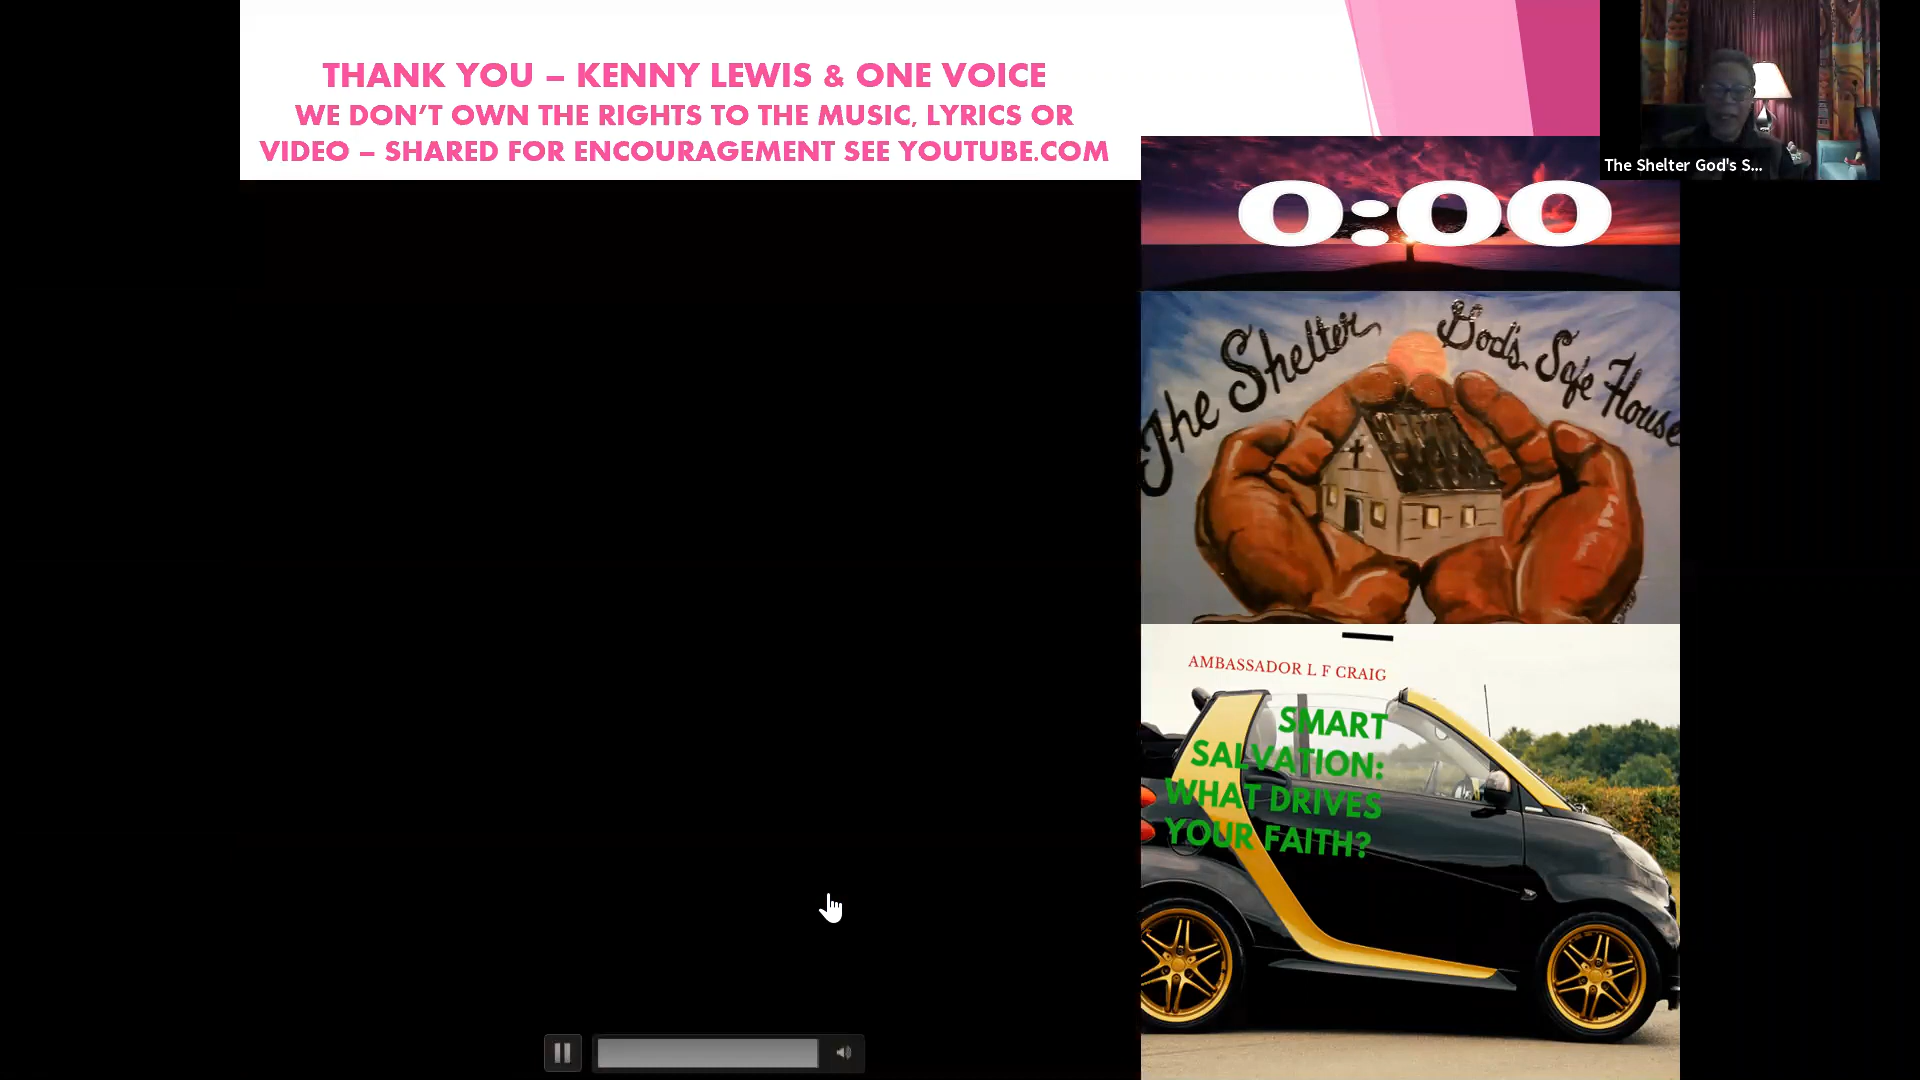 THANK YOU – KENNY LEWIS & ONE VOICE
WE DON'T OWN THE RIGHTS TO THE MUSIC, LYRICS OR
VIDEO – SHARED FOR ENCOURAGEMENT SEE YOUTUBE.COM
The Shelter God's S...
0:00
The Shelter God's Safe House
AMBASSADOR L F CRAIG
SMART
SALVATION:
WHAT DRIVES
YOUR FAITH?